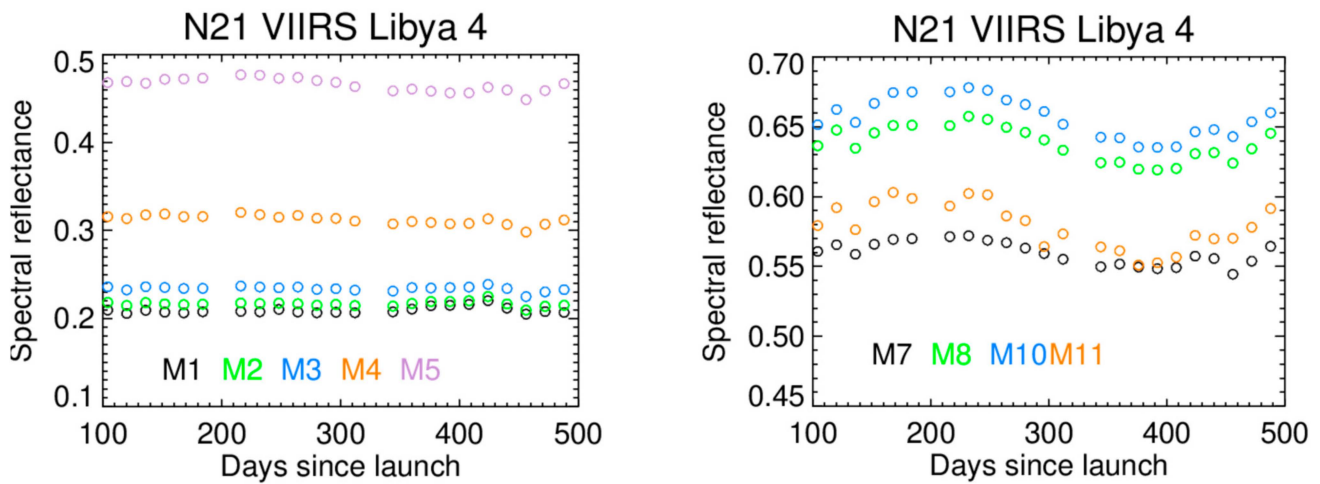 N21 VIIRS Libya 4
Spectral reflectance
0.5
0.4
0.3
0.2
0.1
M1 M2 M3 M4 M5
100 200 300 400 500
Days since launch
N21 VIIRS Libya 4
Spectral reflectance
0.70
0.65
0.60
0.55
0.50
0.45
M7 M8 M10M11
100 200 300 400 500
Days since launch